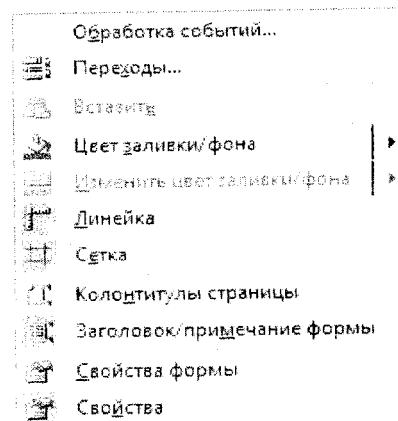 Обработка событий...
Переходы...
Вставить
Цвет заливки/фона
Изменить цвет заливки/фона
Линейка
Сетка
Колонтитулы страницы
Заголовок/примечание формы
Свойства формы
Свойства